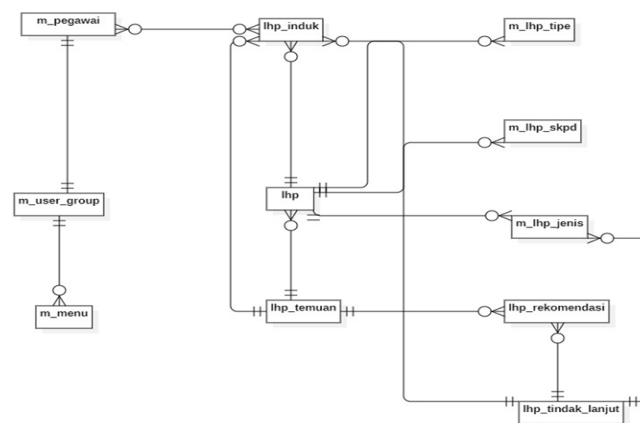 m_pegawai
lhp_induk
m_lhp_tipe
m_lhp_skpd
lhp
m_user_group
m_lhp_jenis
m_menu
lhp_temuan
lhp_rekomendasi
lhp_tindak_lanjut